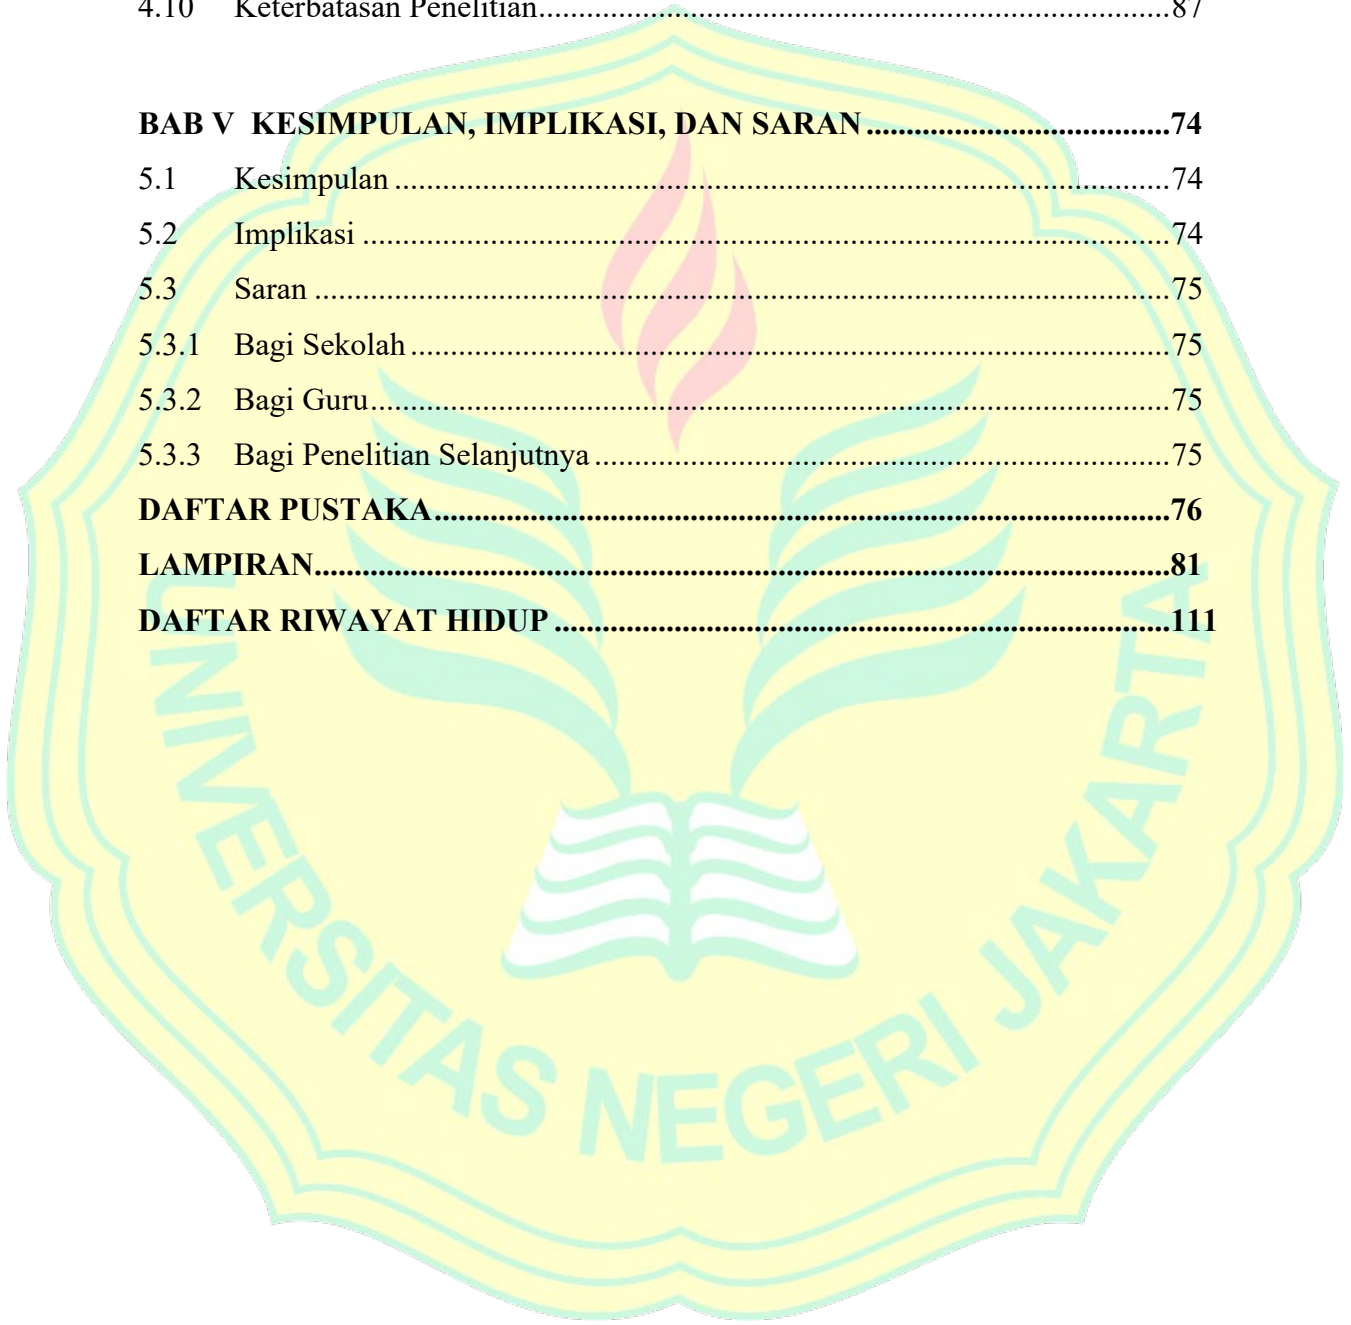 4.10 Keterbatasan Penelitian..........87
BAB V KESIMPULAN, IMPLIKASI, DAN SARAN..........74
5.1 Kesimpulan..........74
5.2 Implikasi..........74
5.3 Saran..........75
5.3.1 Bagi Sekolah..........75
5.3.2 Bagi Guru..........75
5.3.3 Bagi Penelitian Selanjutnya..........75
DAFTAR PUSTAKA..........76
LAMPIRAN..........81
DAFTAR RIWAYAT HIDUP..........111
UNIVERSITAS NEGERI JAKARTA